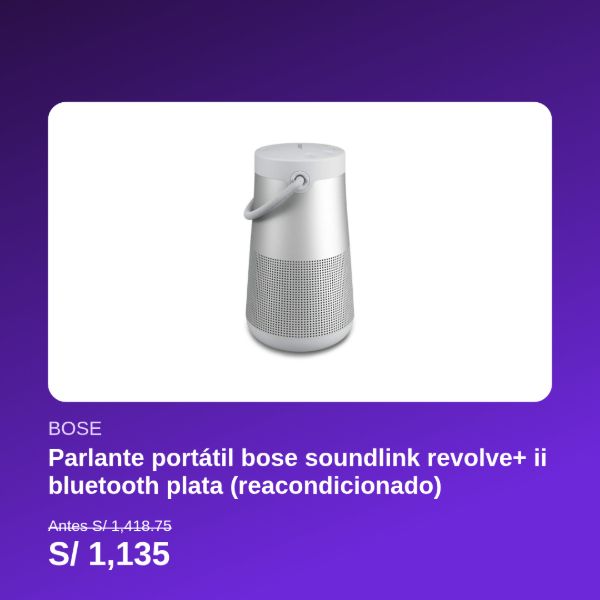 BOSE
Parlante portátil bose soundlink revolve+ ii
bluetooth plata (reacondicionado)
Antes S/ 1,418.75
S/ 1,135